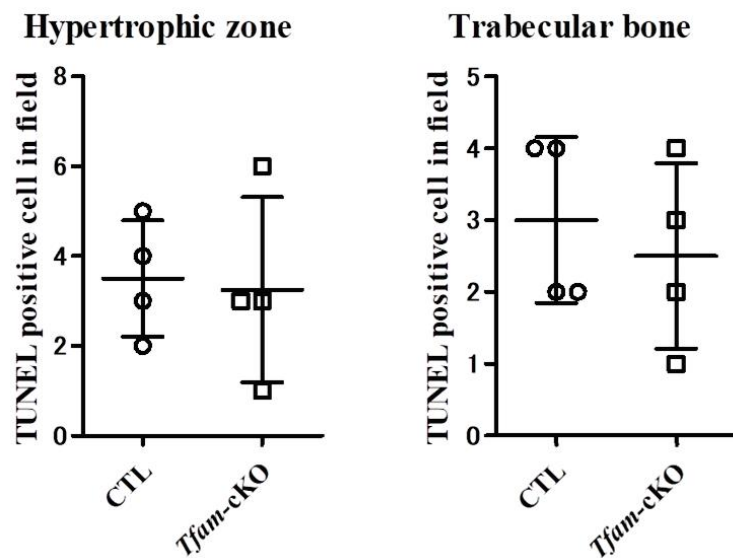 Hypertrophic zone
TUNEL positive cell in field
8
6
4
2
0
CTL
Tfam-cKO
Trabecular bone
TUNEL positive cell in field
5
4
3
2
1
0
CTL
Tfam-cKO